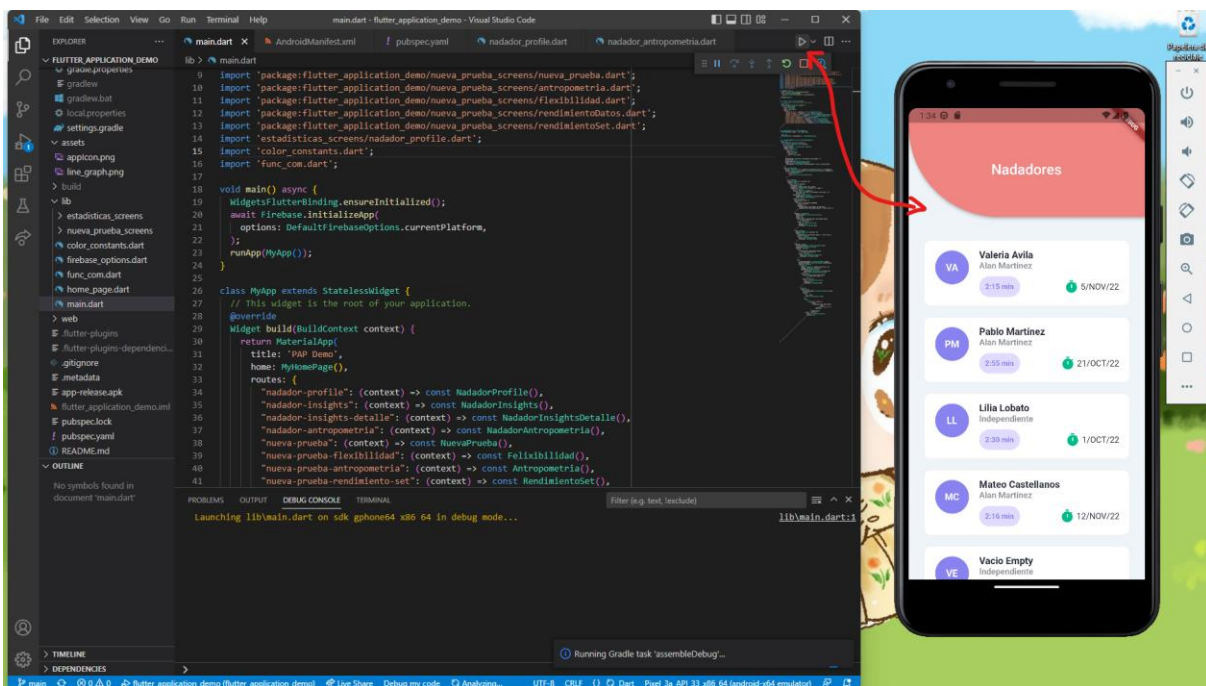 File Edit Selection View Go Run Terminal Help
main.dart - flutter_application_demo - Visual Studio Code
EXPLORER
FLUTTER_APPLICATION_DEMO
gradle.properties
gradlew
gradlew.bat
local.properties
settings.gradle
assets
appIcon.png
line_graph.png
build
lib
estadisticas_screens
nueva_prueba_screens
color_constants.dart
firebase_options.dart
func_com.dart
home_page.dart
main.dart
web
.flutter-plugins
.flutter-plugins-dependenci...
.gitignore
.metadata
app-release.apk
flutter_application_demo.iml
pubspec.lock
pubspec.yaml
README.md
OUTLINE
No symbols found in
document 'main.dart'
TIMELINE
DEPENDENCIES
main.dart AndroidManifest.xml pubspec.yaml nadador_profile.dart nadador_antropometria.dart
lib > main.dart
9 import 'package:flutter_application_demo/nueva_prueba_screens/nueva_prueba.dart';
10 import 'package:flutter_application_demo/nueva_prueba_screens/antropometria.dart';
11 import 'package:flutter_application_demo/nueva_prueba_screens/flexibilidad.dart';
12 import 'package:flutter_application_demo/nueva_prueba_screens/rendimientoDatos.dart';
13 import 'package:flutter_application_demo/nueva_prueba_screens/rendimientoSet.dart';
14 import 'estadisticas_screens/nadador_profile.dart';
15 import 'color_constants.dart';
16 import 'func_com.dart';
17
18 void main() async {
19 WidgetsFlutterBinding.ensureInitialized();
20 await Firebase.initializeApp(
21 options: DefaultFirebaseOptions.currentPlatform,
22 );
23 runApp(MyApp());
24 }
25
26 class MyApp extends StatelessWidget {
27 // This widget is the root of your application.
28 @override
29 Widget build(BuildContext context) {
30 return MaterialApp(
31 title: 'PAP Demo',
32 home: MyHomePage(),
33 routes: {
34 "nadador-profile": (context) => const NadadorProfile(),
35 "nadador-insights": (context) => const NadadorInsights(),
36 "nadador-insights-detalle": (context) => const NadadorInsightsDetalle(),
37 "nadador-antropometria": (context) => const NadadorAntropometria(),
38 "nueva-prueba": (context) => const NuevaPrueba(),
39 "nueva-prueba-flexibilidad": (context) => const Felixibilidad(),
40 "nueva-prueba-antropometria": (context) => const Antropometria(),
41 "nueva-prueba-rendimiento-set": (context) => const RendimientoSet(),
PROBLEMS OUTPUT DEBUG CONSOLE TERMINAL
Filter (e.g. text, !exclude)
Launching lib\main.dart on sdk gphone64 x86 64 in debug mode...
lib\main.dart:1
Running Gradle task 'assembleDebug'...
main 0 0 0 flutter application demo (flutter application demo) Live Share Debug my code Analyzing... UTF-8 CRLF {} Dart Pixel 3a API 33 x86 64 (android-x64 emulator)
Papelera de
reciclaje
1:34
Nadadores
VA
Valeria Avila
Alan Martinez
2:15 min
5/NOV/22
PM
Pablo Martínez
Alan Martinez
2:55 min
21/OCT/22
LL
Lilia Lobato
Independiente
2:30 min
1/OCT/22
MC
Mateo Castellanos
Alan Martinez
2:16 min
12/NOV/22
VE
Vacio Empty
Independiente